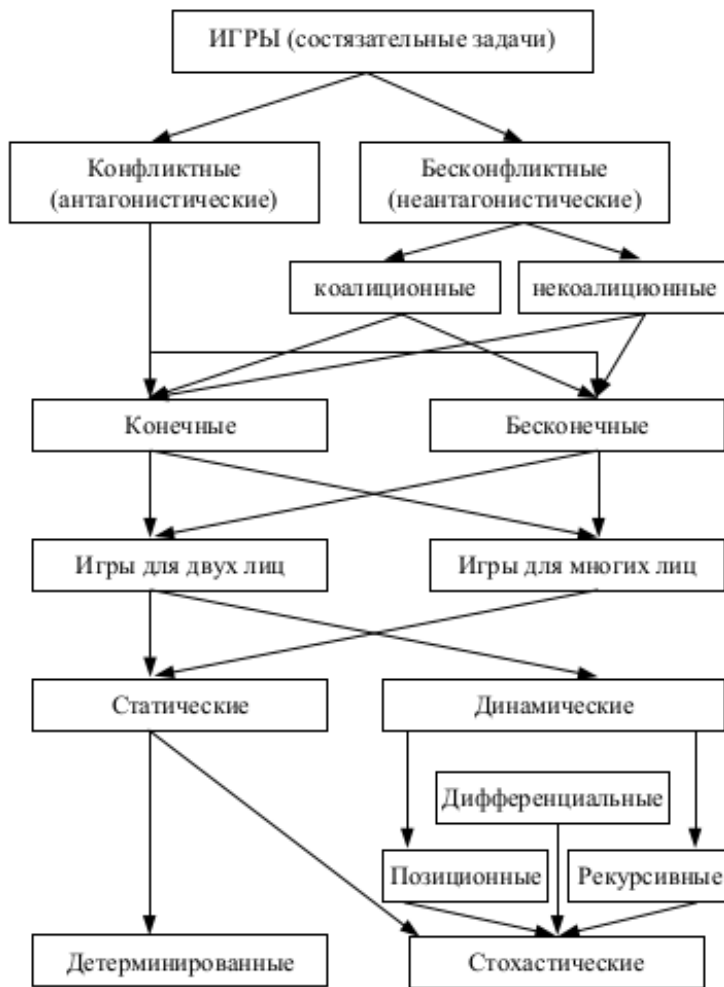 ИГРЫ (состязательные задачи)
Конфликтные
(антагонистические)
Бесконфликтные
(неантагонистические)
коалиционные
некоалиционные
Конечные
Бесконечные
Игры для двух лиц
Игры для многих лиц
Статические
Динамические
Дифференциальные
Позиционные
Рекурсивные
Детерминированные
Стохастические